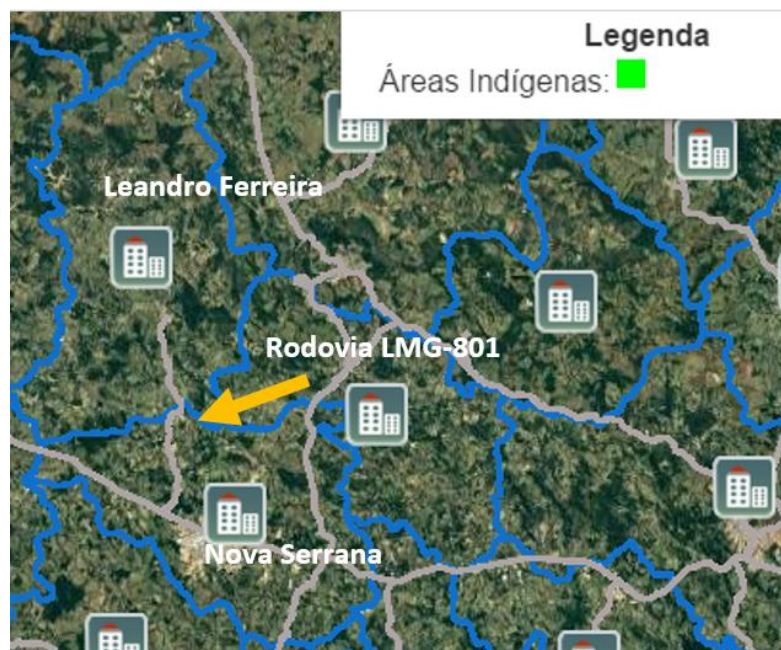 Legenda
Áreas Indígenas:
Leandro Ferreira
Rodovia LMG-801
Nova Serrana